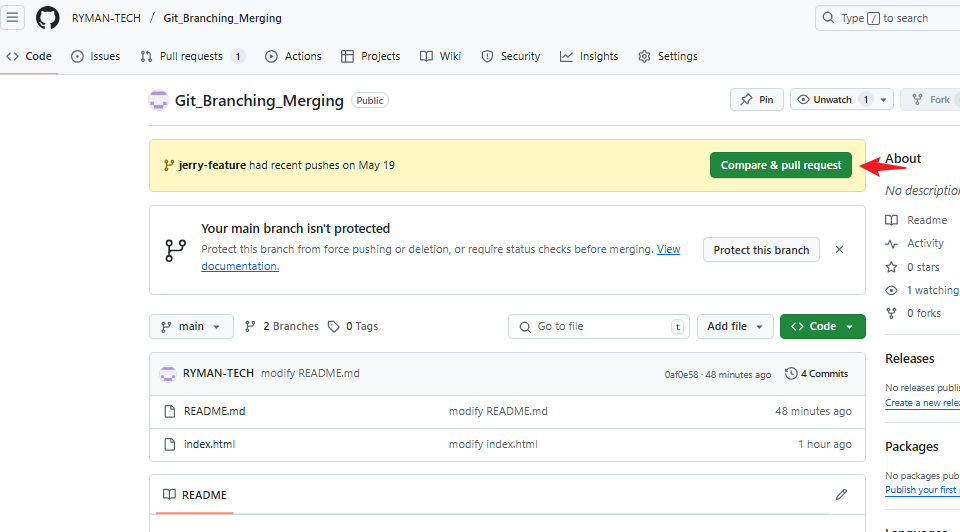 RYMAN-TECH / Git_Branching_Merging
Type / to search
Code Issues Pull requests 1 Actions Projects Wiki Security Insights Settings
Git_Branching_Merging Public
Pin Unwatch 1 Fork
jerry-feature had recent pushes on May 19
Compare & pull request
About
No description
Readme
Activity
0 stars
1 watching
0 forks
Your main branch isn't protected
Protect this branch from force pushing or deletion, or require status checks before merging. View
documentation.
Protect this branch
main 2 Branches 0 Tags
Go to file t
Add file
Code
Releases
No releases publis
Create a new relea
RYMAN-TECH modify README.md
0af0e58 · 48 minutes ago
4 Commits
README.md modify README.md 48 minutes ago
index.html modify index.html 1 hour ago
Packages
No packages publ
Publish your first p
README